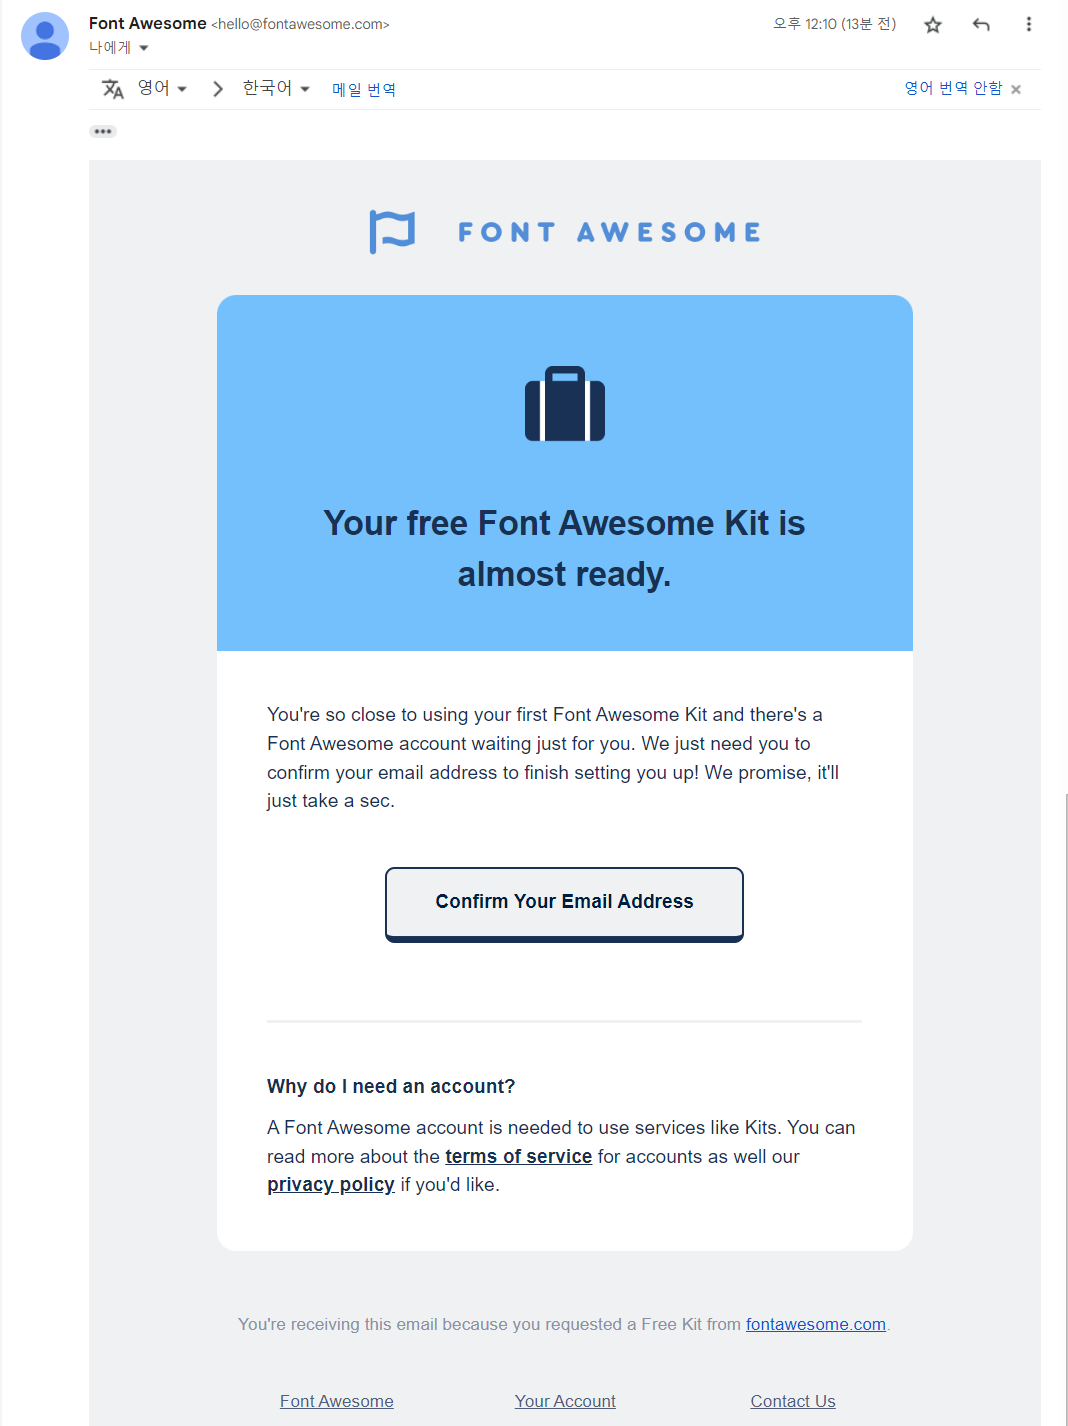 Font Awesome <hello@fontawesome.com>
오후 12:10 (13분 전)
나에게
영어 한국어 메일 번역 영어 번역 안함
FONT AWESOME
Your free Font Awesome Kit is
almost ready.
You're so close to using your first Font Awesome Kit and there's a
Font Awesome account waiting just for you. We just need you to
confirm your email address to finish setting you up! We promise, it'll
just take a sec.
Confirm Your Email Address
Why do I need an account?
A Font Awesome account is needed to use services like Kits. You can
read more about the terms of service for accounts as well our
privacy policy if you'd like.
You're receiving this email because you requested a Free Kit from fontawesome.com.
Font Awesome Your Account Contact Us